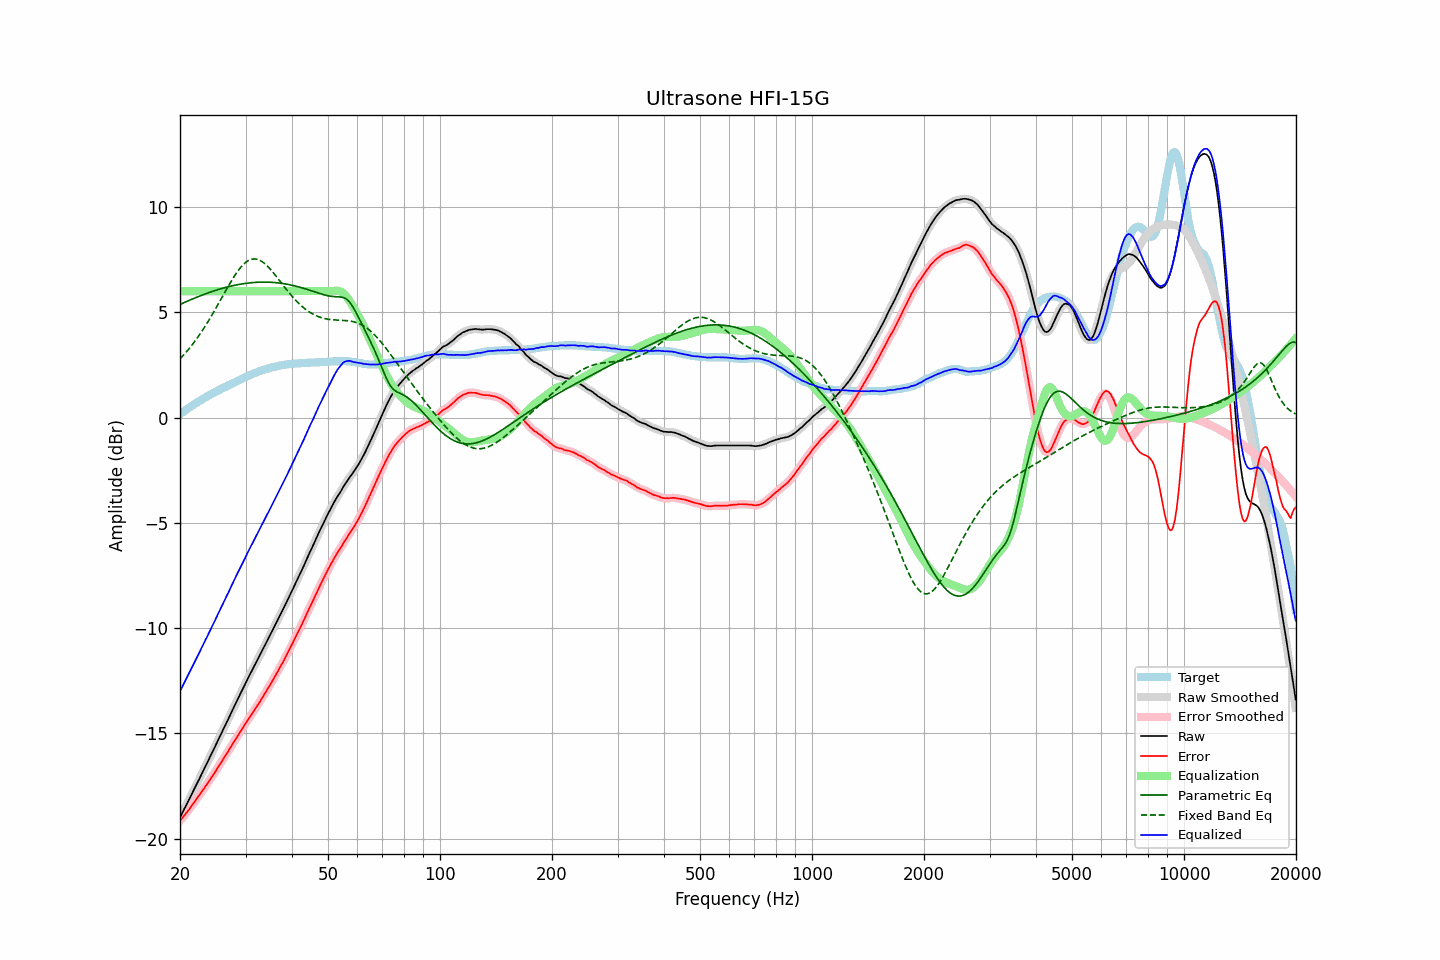 Ultrasone HFI-15G
Amplitude (dBr)
10
5
0
−5
−10
−15
−20
20
50
100
200
500
1000
2000
5000
10000
20000
Frequency (Hz)
Target
Raw Smoothed
Error Smoothed
Raw
Error
Equalization
Parametric Eq
Fixed Band Eq
Equalized